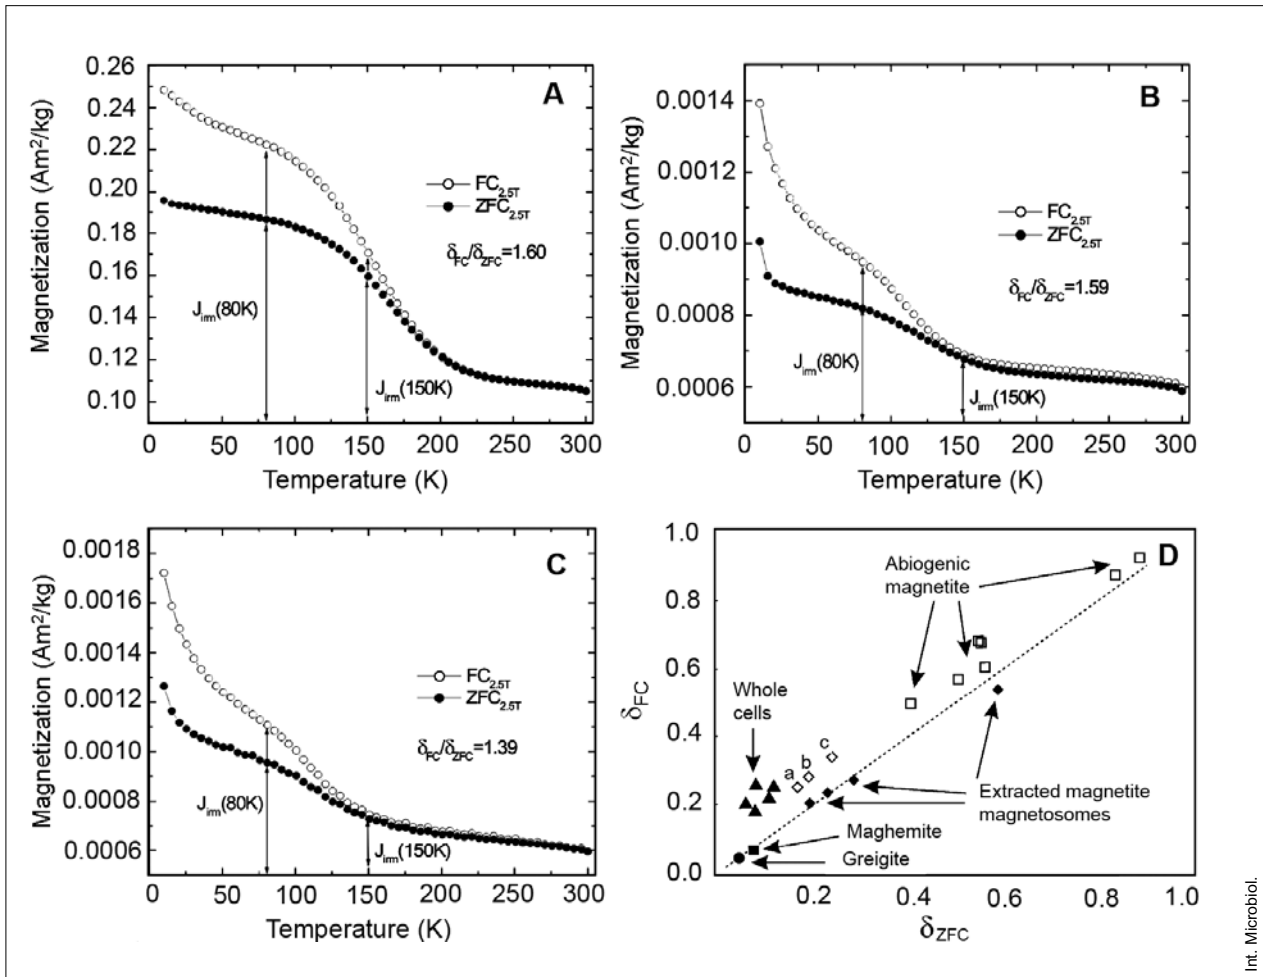 A
0.26
0.24
0.22
0.20
0.18
0.16
0.14
0.12
0.10
Magnetization (Am²/kg)
FC2.5T
ZFC2.5T
δFC/δZFC=1.60
Jirm(80K)
Jirm(150K)
0 50 100 150 200 250 300
Temperature (K)
B
0.0014
0.0012
0.0010
0.0008
0.0006
Magnetization (Am²/kg)
FC2.5T
ZFC2.5T
δFC/δZFC=1.59
Jirm(80K)
Jirm(150K)
0 50 100 150 200 250 300
Temperature (K)
C
0.0018
0.0016
0.0014
0.0012
0.0010
0.0008
0.0006
Magnetization (Am²/kg)
FC2.5T
ZFC2.5T
δFC/δZFC=1.39
Jirm(80K)
Jirm(150K)
0 50 100 150 200 250 300
Temperature (K)
D
1.0
0.8
0.6
0.4
0.2
0.0
δFC
Abiogenic
magnetite
Whole
cells
a b c
Extracted magnetite
magnetosomes
Maghemite
Greigite
0.2 0.4 0.6 0.8 1.0
δZFC
Int. Microbiol.